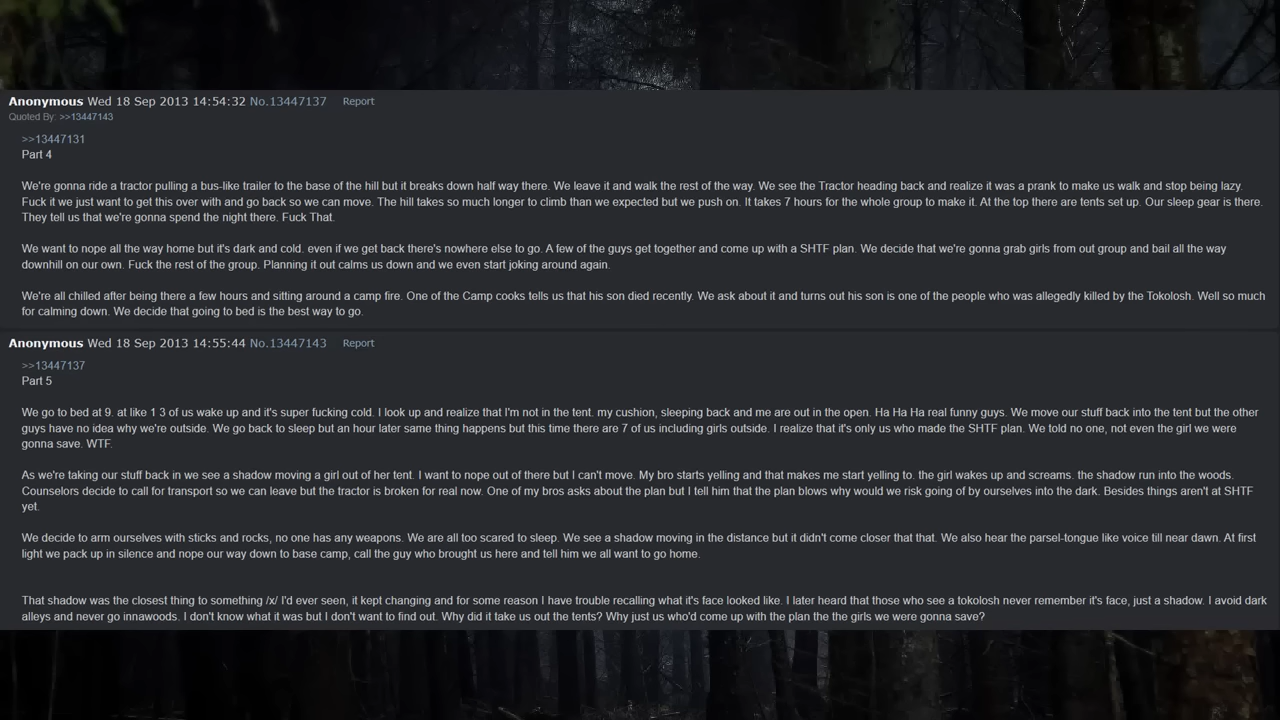 Anonymous Wed 18 Sep 2013 14:54:32 No.13447137 Report
Quoted By: >>13447143
>>13447131
Part 4
We're gonna ride a tractor pulling a bus-like trailer to the base of the hill but it breaks down half way there. We leave it and walk the rest of the way. We see the Tractor heading back and realize it was a prank to make us walk and stop being lazy.
Fuck it we just want to get this over with and go back so we can move. The hill takes so much longer to climb than we expected but we push on. It takes 7 hours for the whole group to make it. At the top there are tents set up. Our sleep gear is there.
They tell us that we're gonna spend the night there. Fuck That.
We want to nope all the way home but it's dark and cold. even if we get back there's nowhere else to go. A few of the guys get together and come up with a SHTF plan. We decide that we're gonna grab girls from out group and bail all the way
downhill on our own. Fuck the rest of the group. Planning it out calms us down and we even start joking around again.
We're all chilled after being there a few hours and sitting around a camp fire. One of the Camp cooks tells us that his son died recently. We ask about it and turns out his son is one of the people who was allegedly killed by the Tokolosh. Well so much
for calming down. We decide that going to bed is the best way to go.
Anonymous Wed 18 Sep 2013 14:55:44 No.13447143 Report
>>13447137
Part 5
We go to bed at 9. at like 1 3 of us wake up and it's super fucking cold. I look up and realize that I'm not in the tent. my cushion, sleeping back and me are out in the open. Ha Ha Ha real funny guys. We move our stuff back into the tent but the other
guys have no idea why we're outside. We go back to sleep but an hour later same thing happens but this time there are 7 of us including girls outside. I realize that it's only us who made the SHTF plan. We told no one, not even the girl we were
gonna save. WTF.
As we're taking our stuff back in we see a shadow moving a girl out of her tent. I want to nope out of there but I can't move. My bro starts yelling and that makes me start yelling to. the girl wakes up and screams. the shadow run into the woods.
Counselors decide to call for transport so we can leave but the tractor is broken for real now. One of my bros asks about the plan but I tell him that the plan blows why would we risk going of by ourselves into the dark. Besides things aren't at SHTF
yet.
We decide to arm ourselves with sticks and rocks, no one has any weapons. We are all too scared to sleep. We see a shadow moving in the distance but it didn't come closer that that. We also hear the parsel-tongue like voice till near dawn. At first
light we pack up in silence and nope our way down to base camp, call the guy who brought us here and tell him we all want to go home.
That shadow was the closest thing to something /x/ I'd ever seen, it kept changing and for some reason I have trouble recalling what it's face looked like. I later heard that those who see a tokolosh never remember it's face, just a shadow. I avoid dark
alleys and never go innawoods. I don't know what it was but I don't want to find out. Why did it take us out the tents? Why just us who'd come up with the plan the the girls we were gonna save?